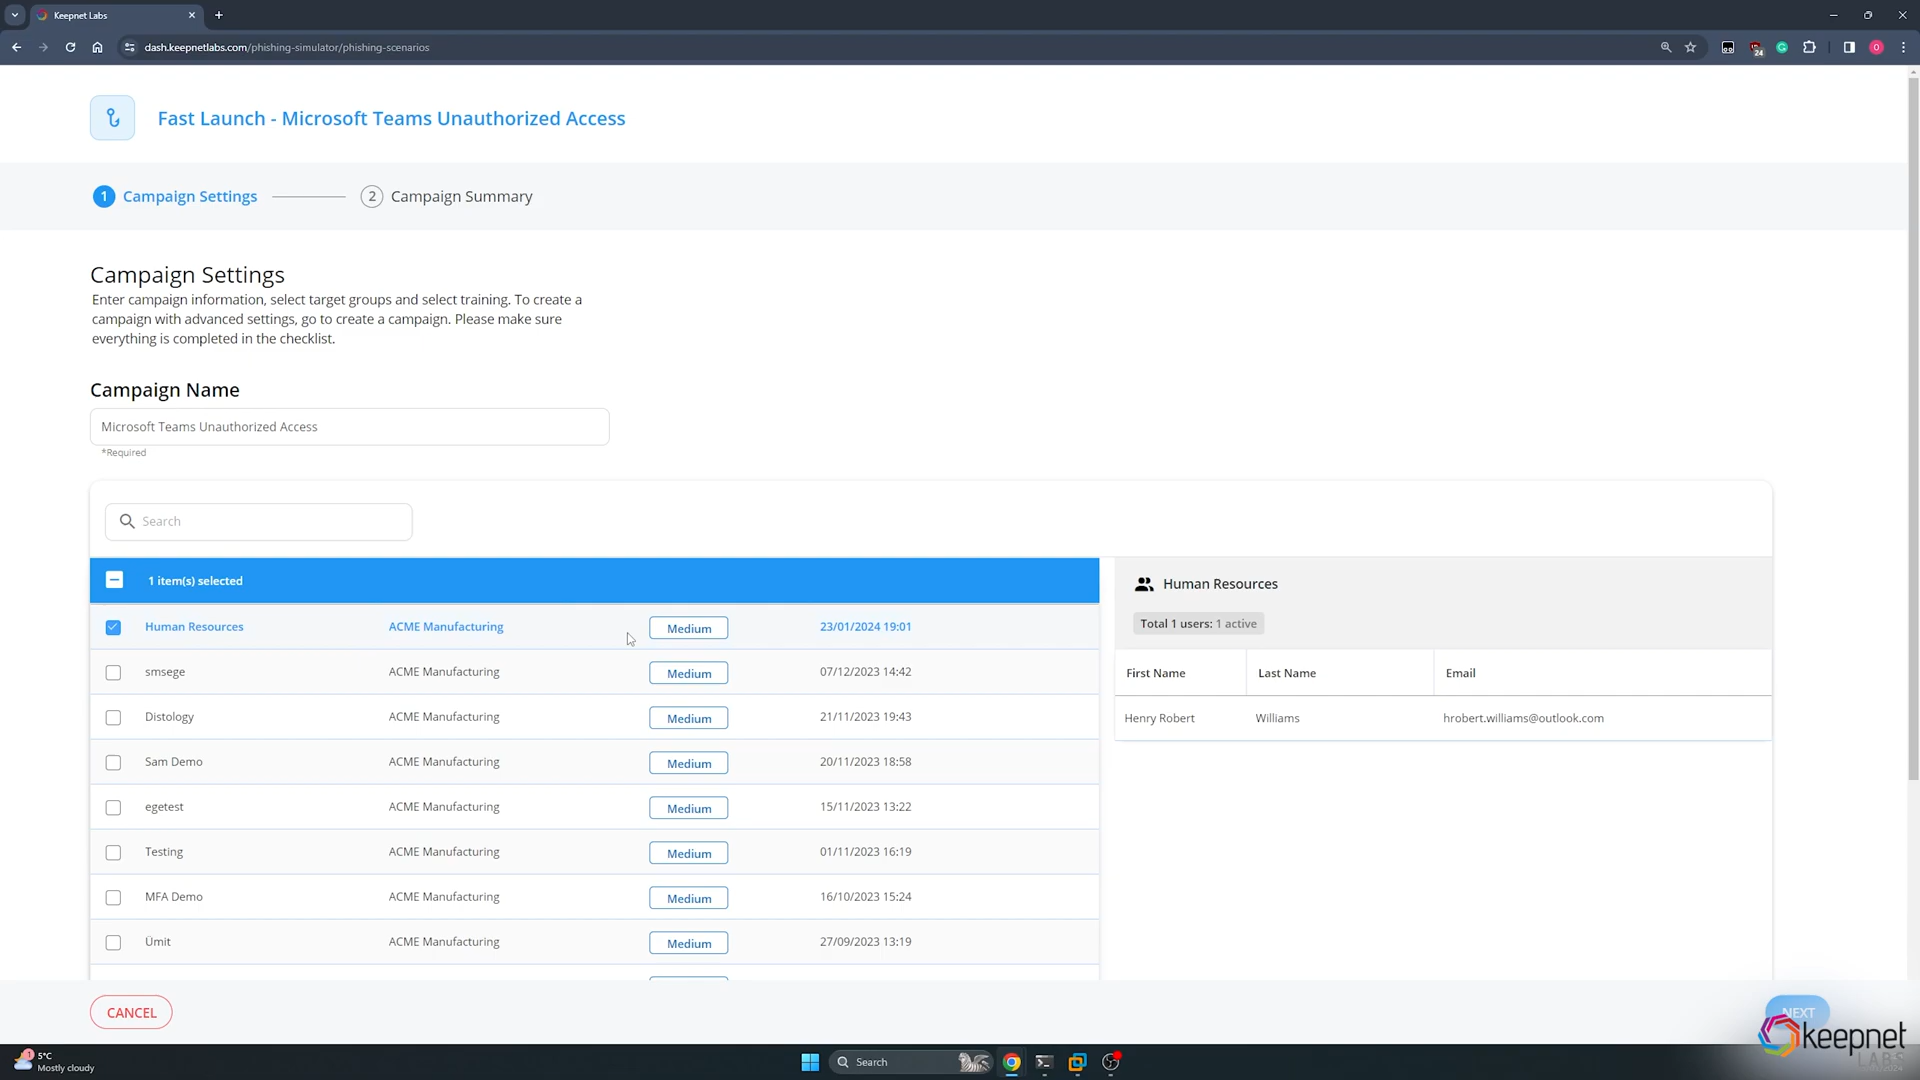 Keepnet Labs
dash.keepnetlabs.com/phishing-simulator/phishing-scenarios
24
0
Fast Launch - Microsoft Teams Unauthorized Access
1 Campaign Settings
2 Campaign Summary
Campaign Settings
Enter campaign information, select target groups and select training. To create a
campaign with advanced settings, go to create a campaign. Please make sure
everything is completed in the checklist.
Campaign Name
Microsoft Teams Unauthorized Access
*Required
Search
1 item(s) selected
Human Resources ACME Manufacturing Medium 23/01/2024 19:01
smsege ACME Manufacturing Medium 07/12/2023 14:42
Distology ACME Manufacturing Medium 21/11/2023 19:43
Sam Demo ACME Manufacturing Medium 20/11/2023 18:58
egetest ACME Manufacturing Medium 15/11/2023 13:22
Testing ACME Manufacturing Medium 01/11/2023 16:19
MFA Demo ACME Manufacturing Medium 16/10/2023 15:24
Ümit ACME Manufacturing Medium 27/09/2023 13:19
Human Resources
Total 1 users: 1 active
First Name Last Name Email
Henry Robert Williams hrobert.williams@outlook.com
CANCEL
NEXT
keepnet
LABS
1
5°C
Mostly cloudy
Search